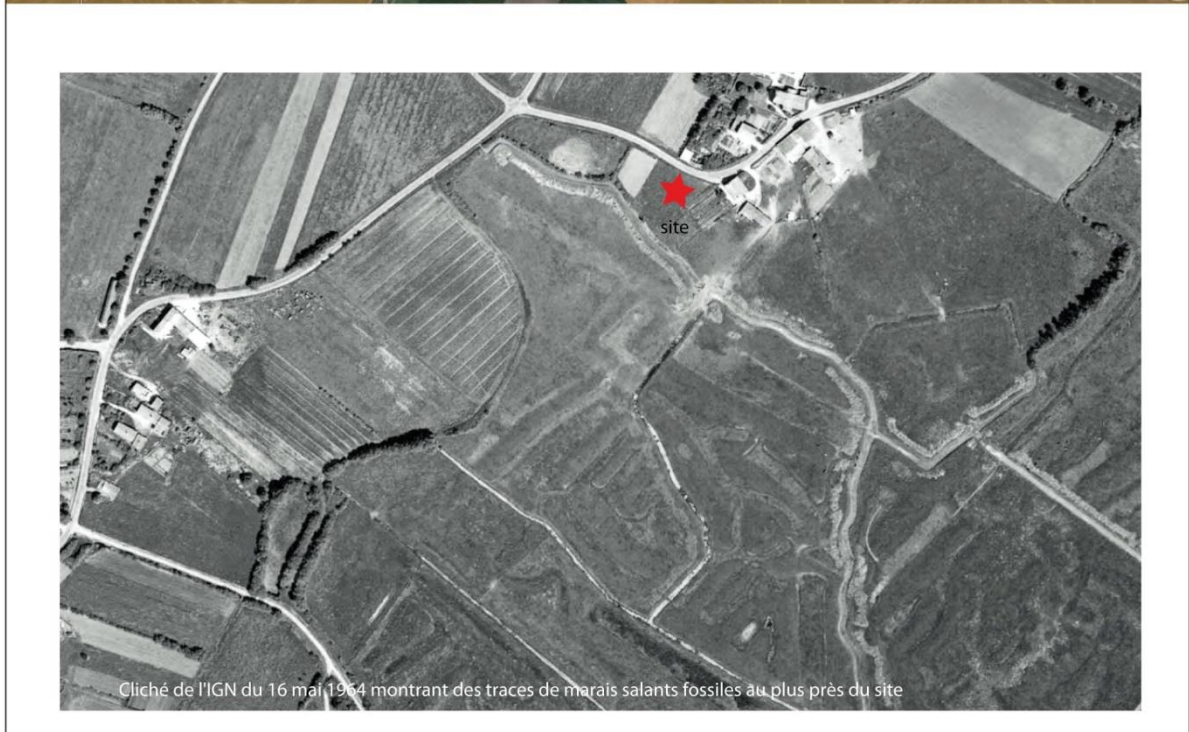 site
Cliché de l'IGN du 16 mai 1964 montrant des traces de marais salants fossiles au plus près du site